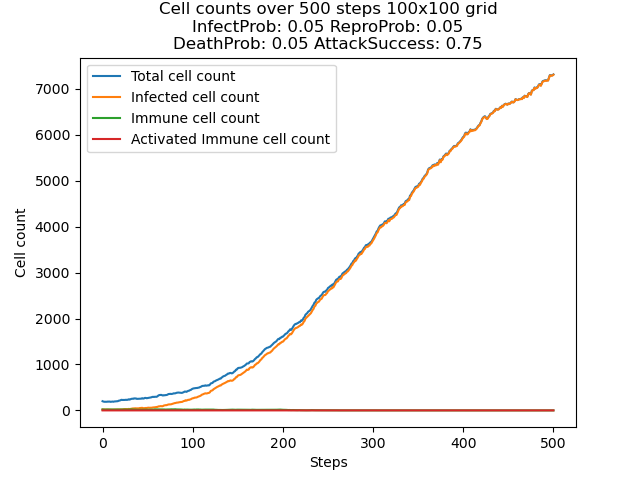 Cell counts over 500 steps 100x100 grid
InfectProb: 0.05 ReproProb: 0.05
DeathProb: 0.05 AttackSuccess: 0.75
Total cell count
Infected cell count
Immune cell count
Activated Immune cell count
7000
6000
5000
4000
3000
2000
1000
0
Cell count
0 100 200 300 400 500
Steps